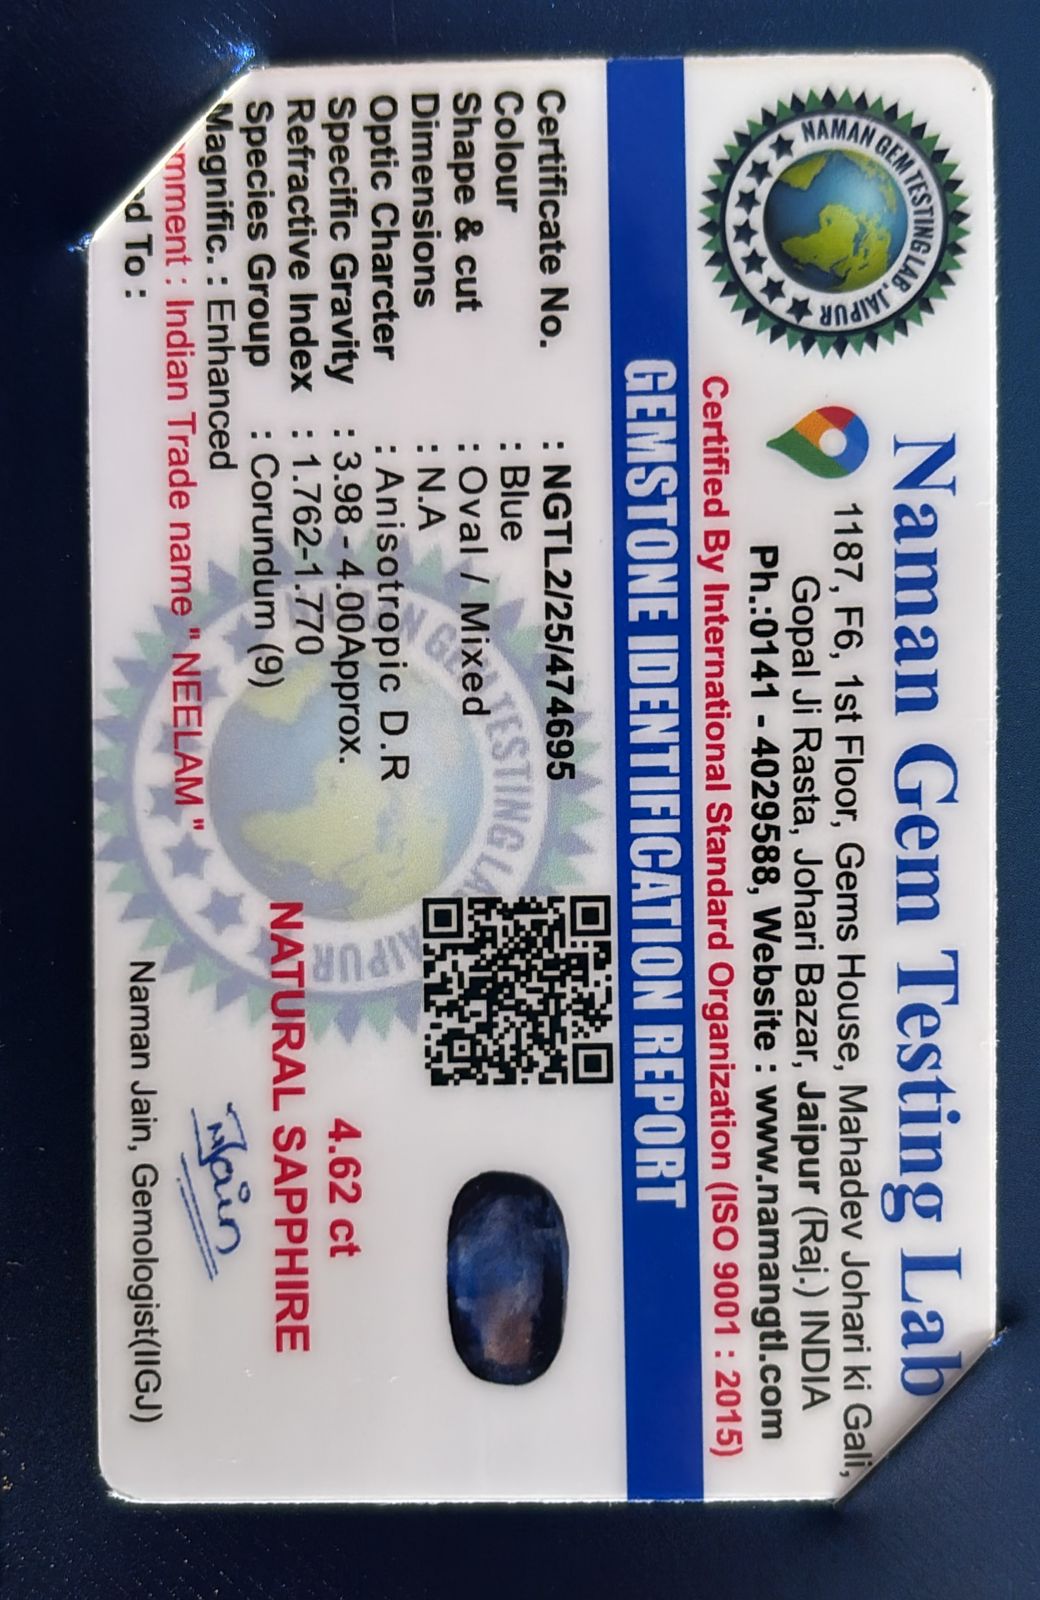 NAMAN GEM TESTING LAB, JAIPUR
Naman Gem Testing Lab
1187, F6, 1st Floor, Gems House, Mahadev Johari ki Gali,
Gopal Ji Rasta, Johari Bazar, Jaipur (Raj.) INDIA
Ph.:0141 - 4029588, Website : www.namangtl.com
Certified By International Standard Organization (ISO 9001 : 2015)
GEMSTONE IDENTIFICATION REPORT
Certificate No. : NGTL2/25/474695
Colour : Blue
Shape & cut : Oval / Mixed
Dimensions : N.A
Optic Charcter : Anisotropic D.R
Specific Gravity : 3.98 - 4.00Approx.
Refractive Index : 1.762-1.770
Species Group : Corundum (9)
Magnific. : Enhanced
mment : Indian Trade name " NEELAM "
d To :
4.62 ct
NATURAL SAPPHIRE
NJain
Naman Jain, Gemologist(IIGJ)